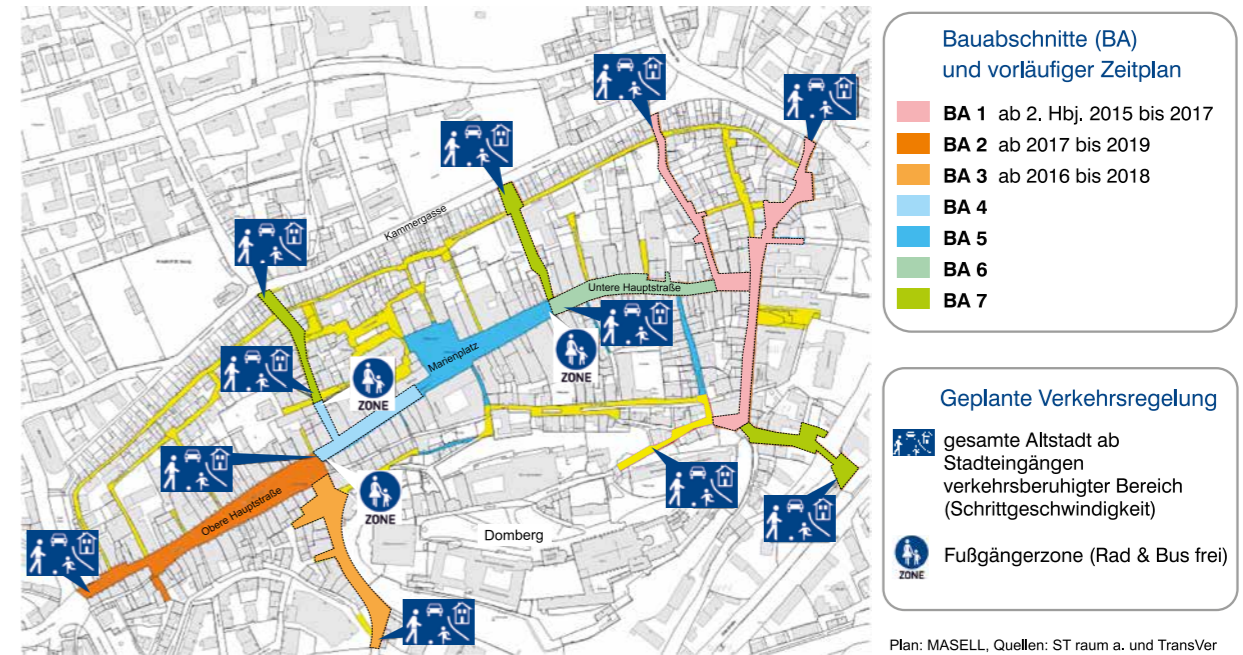 Kammergasse
Untere Hauptstraße
Marienplatz
ZONE
ZONE
Obere Hauptstraße
ZONE
Domberg
Bauabschnitte (BA)
und vorläufiger Zeitplan
BA 1 ab 2. Hbj. 2015 bis 2017
BA 2 ab 2017 bis 2019
BA 3 ab 2016 bis 2018
BA 4
BA 5
BA 6
BA 7
Geplante Verkehrsregelung
gesamte Altstadt ab
Stadteingängen
verkehrsberuhigter Bereich
(Schrittgeschwindigkeit)
ZONE
Fußgängerzone (Rad & Bus frei)
Plan: MASELL, Quellen: ST raum a. und TransVer